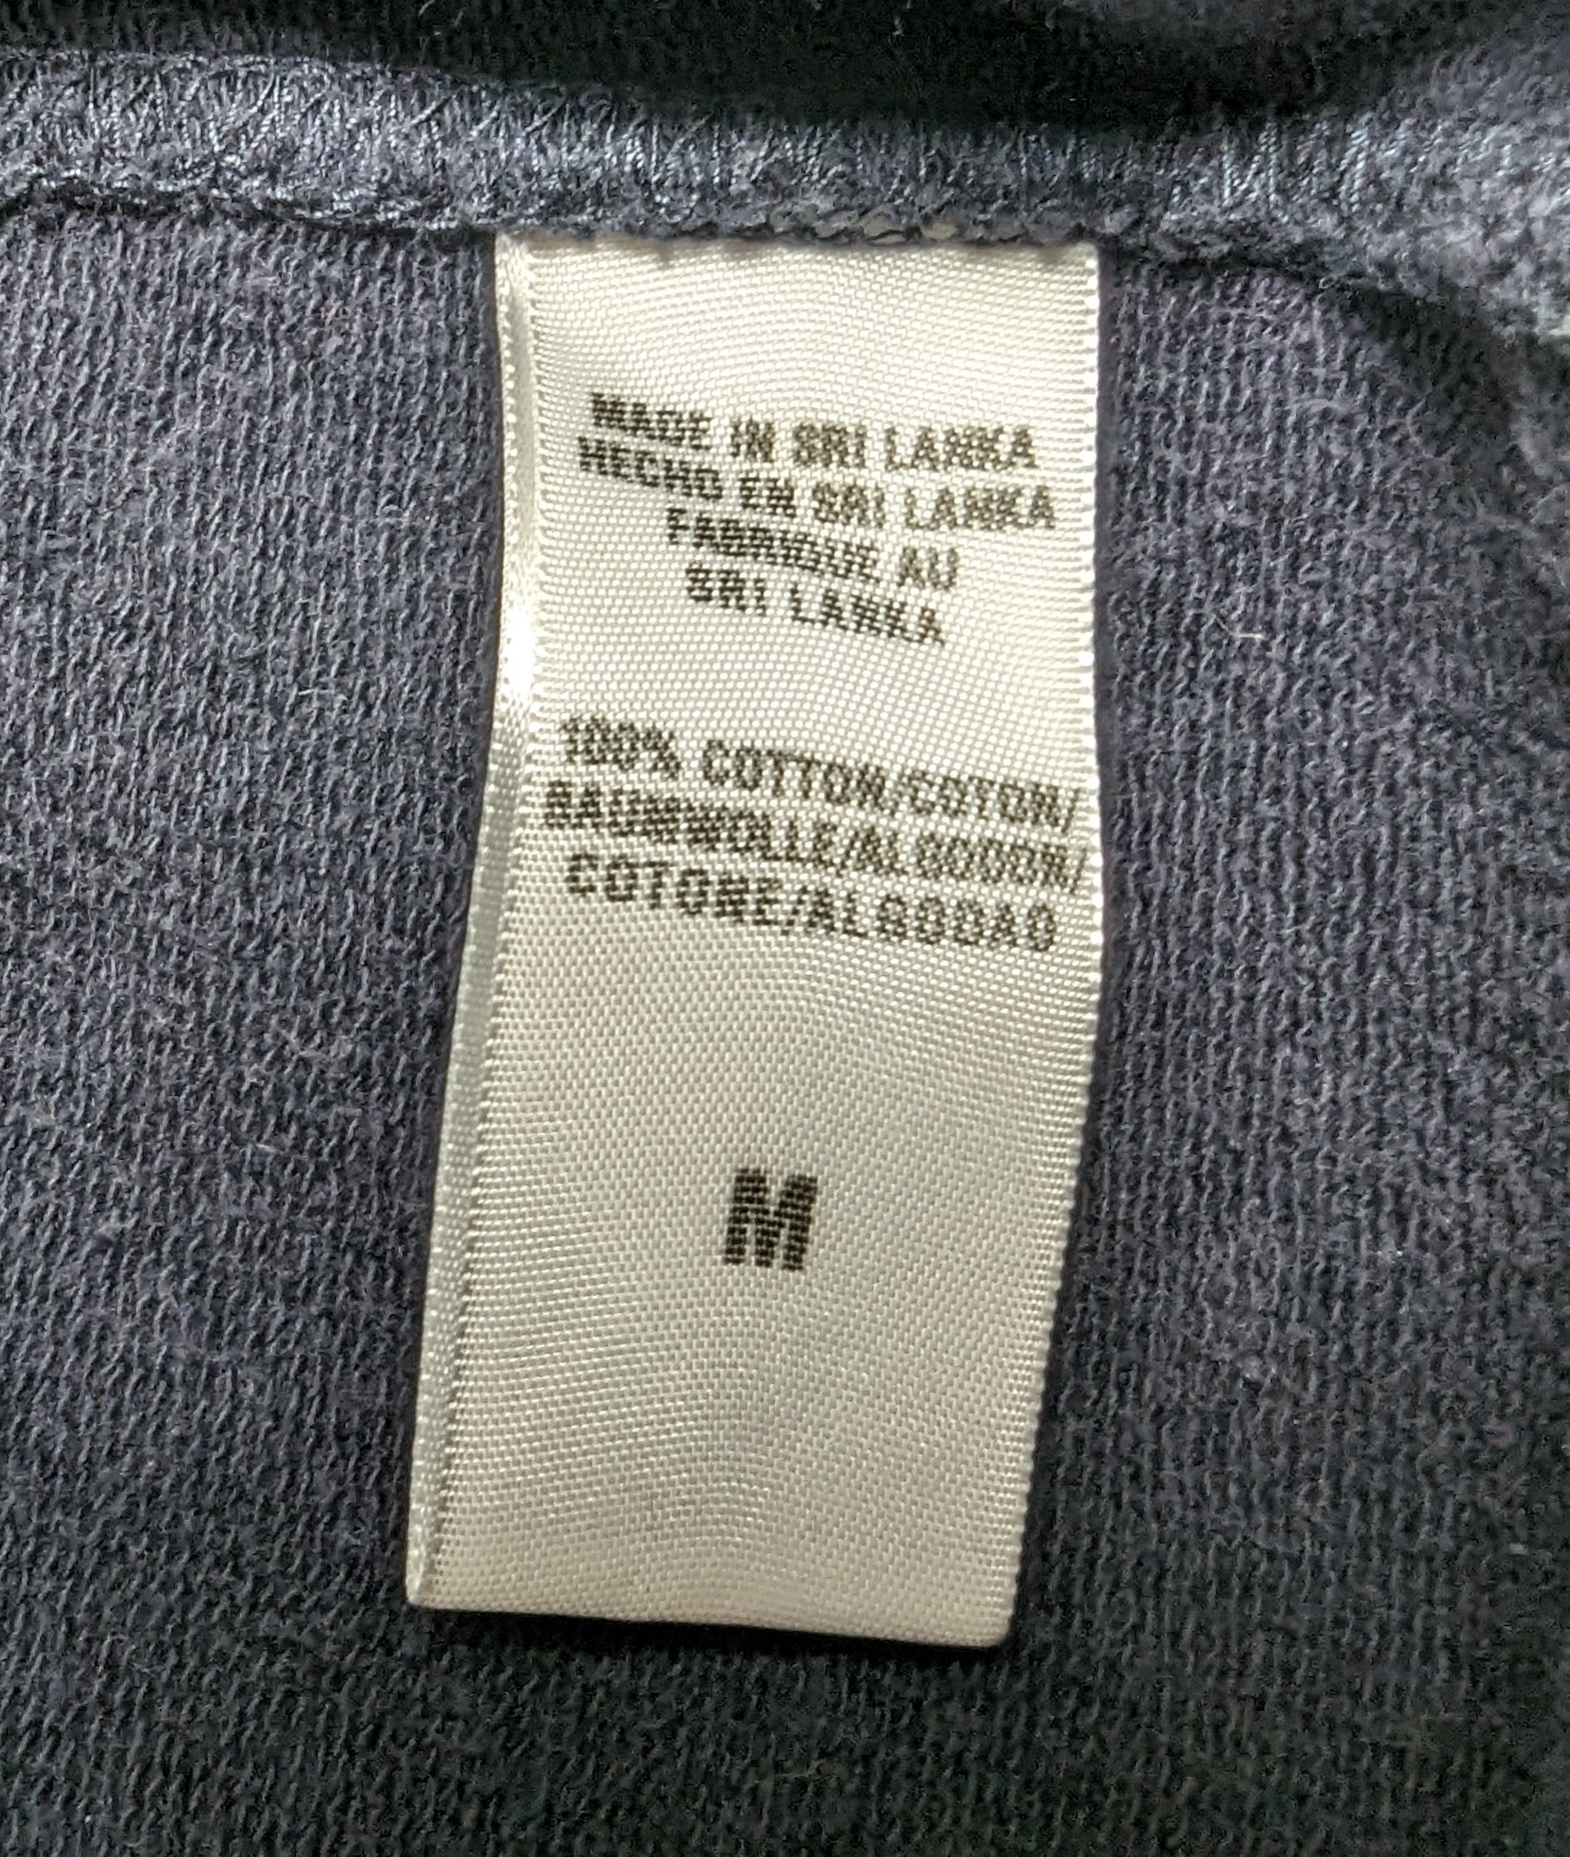 MADE IN SRI LANKA
HECHO EN SRI LANKA
FABRIQUE AU
SRI LANKA
100% COTTON/COTON/
BAUMWOLLE/ALGODON/
COTONE/ALGODAO
M